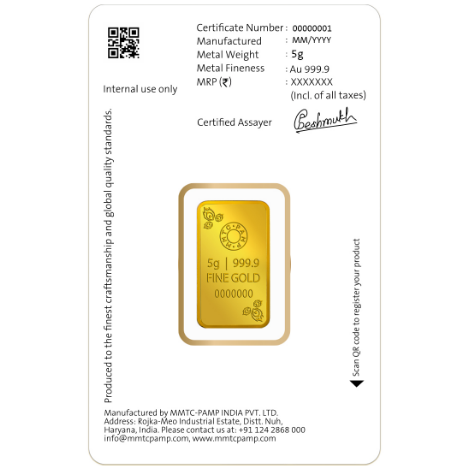 Certificate Number : 00000001
Manufactured : MM/YYYY
Metal Weight : 5g
Metal Fineness : Au 999.9
MRP (₹) : XXXXXXX
(Incl. of all taxes)
Internal use only
Certified Assayer
Produced to the finest craftsmanship and global quality standards.
MMTC-PAMP
5g | 999.9
FINE GOLD
0000000
Scan QR code to register your product
Manufactured by MMTC-PAMP INDIA PVT. LTD.
Address: Rojka-Meo Industrial Estate, Distt. Nuh,
Haryana, India. Please contact us at: +91 124 2868 000
info@mmtcpamp.com, www.mmtcpamp.com